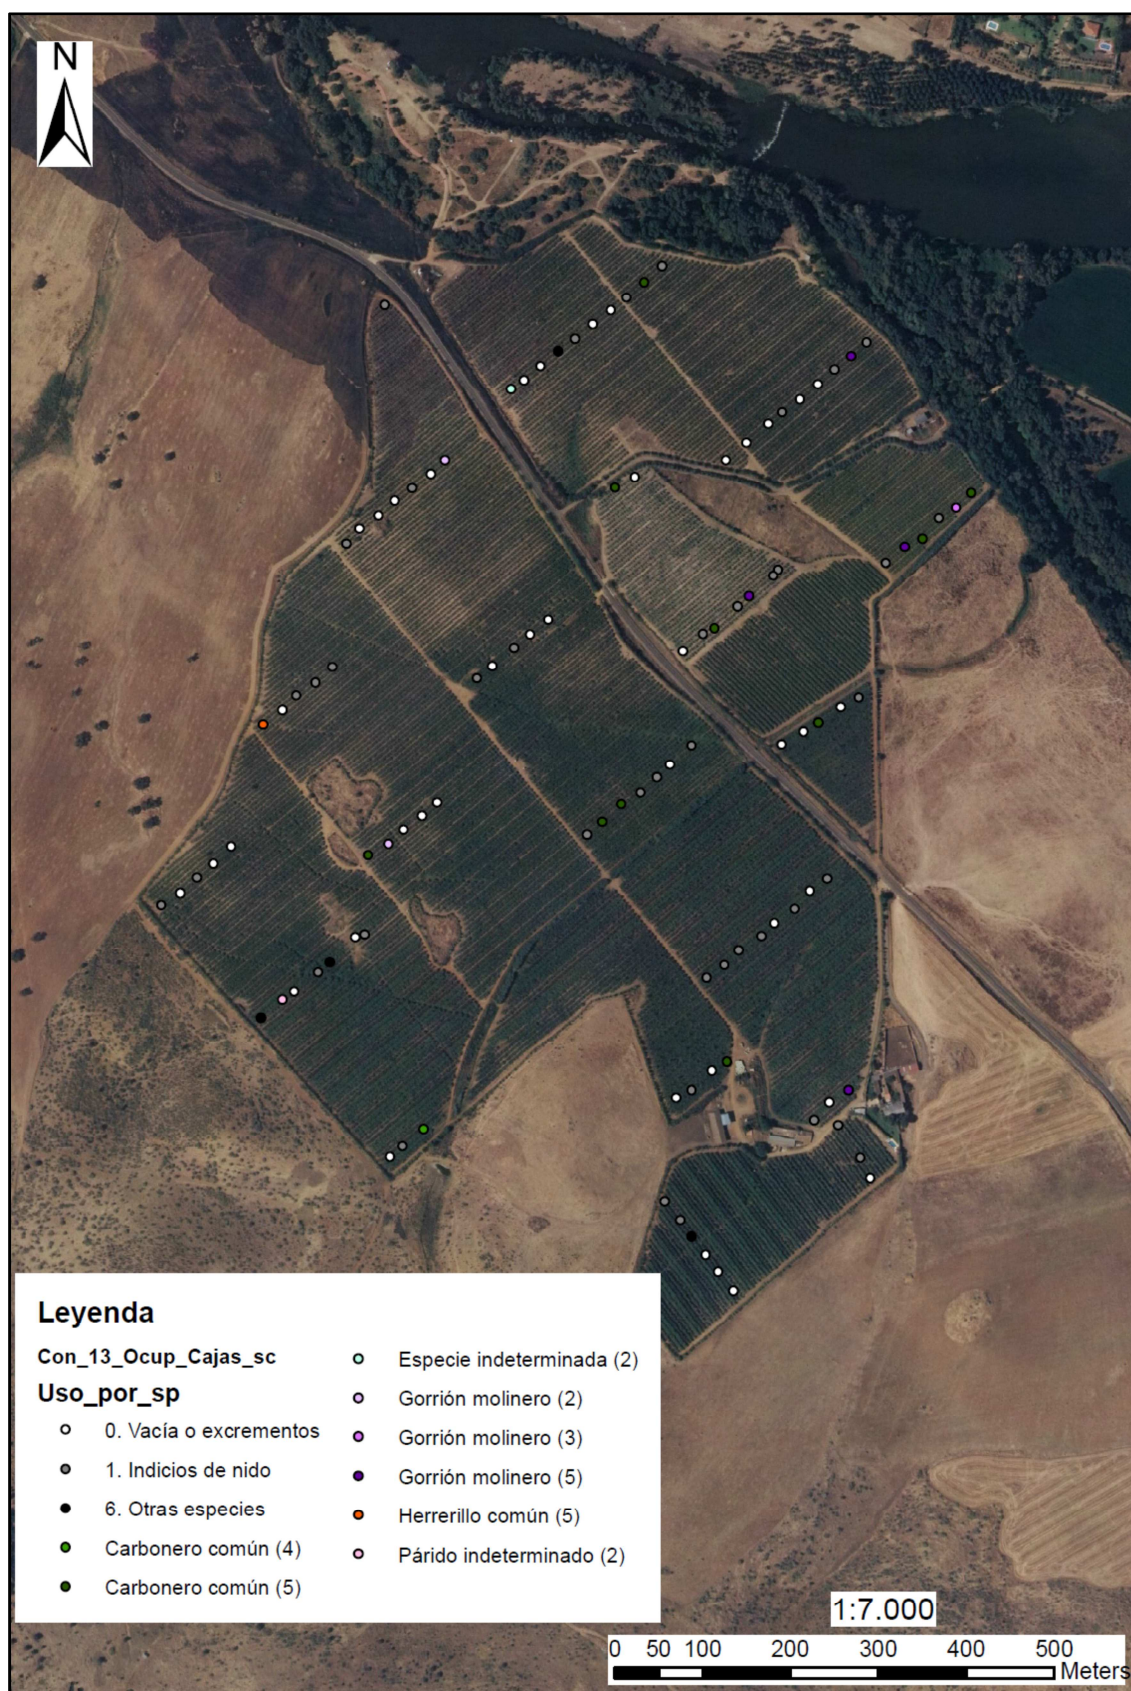 N
Leyenda
Con_13_Ocup_Cajas_sc
Uso_por_sp
0. Vacía o excrementos
1. Indicios de nido
6. Otras especies
Carbonero común (4)
Carbonero común (5)
Especie indeterminada (2)
Gorrión molinero (2)
Gorrión molinero (3)
Gorrión molinero (5)
Herrerillo común (5)
Párido indeterminado (2)
1:7.000
0 50 100 200 300 400 500
Meters